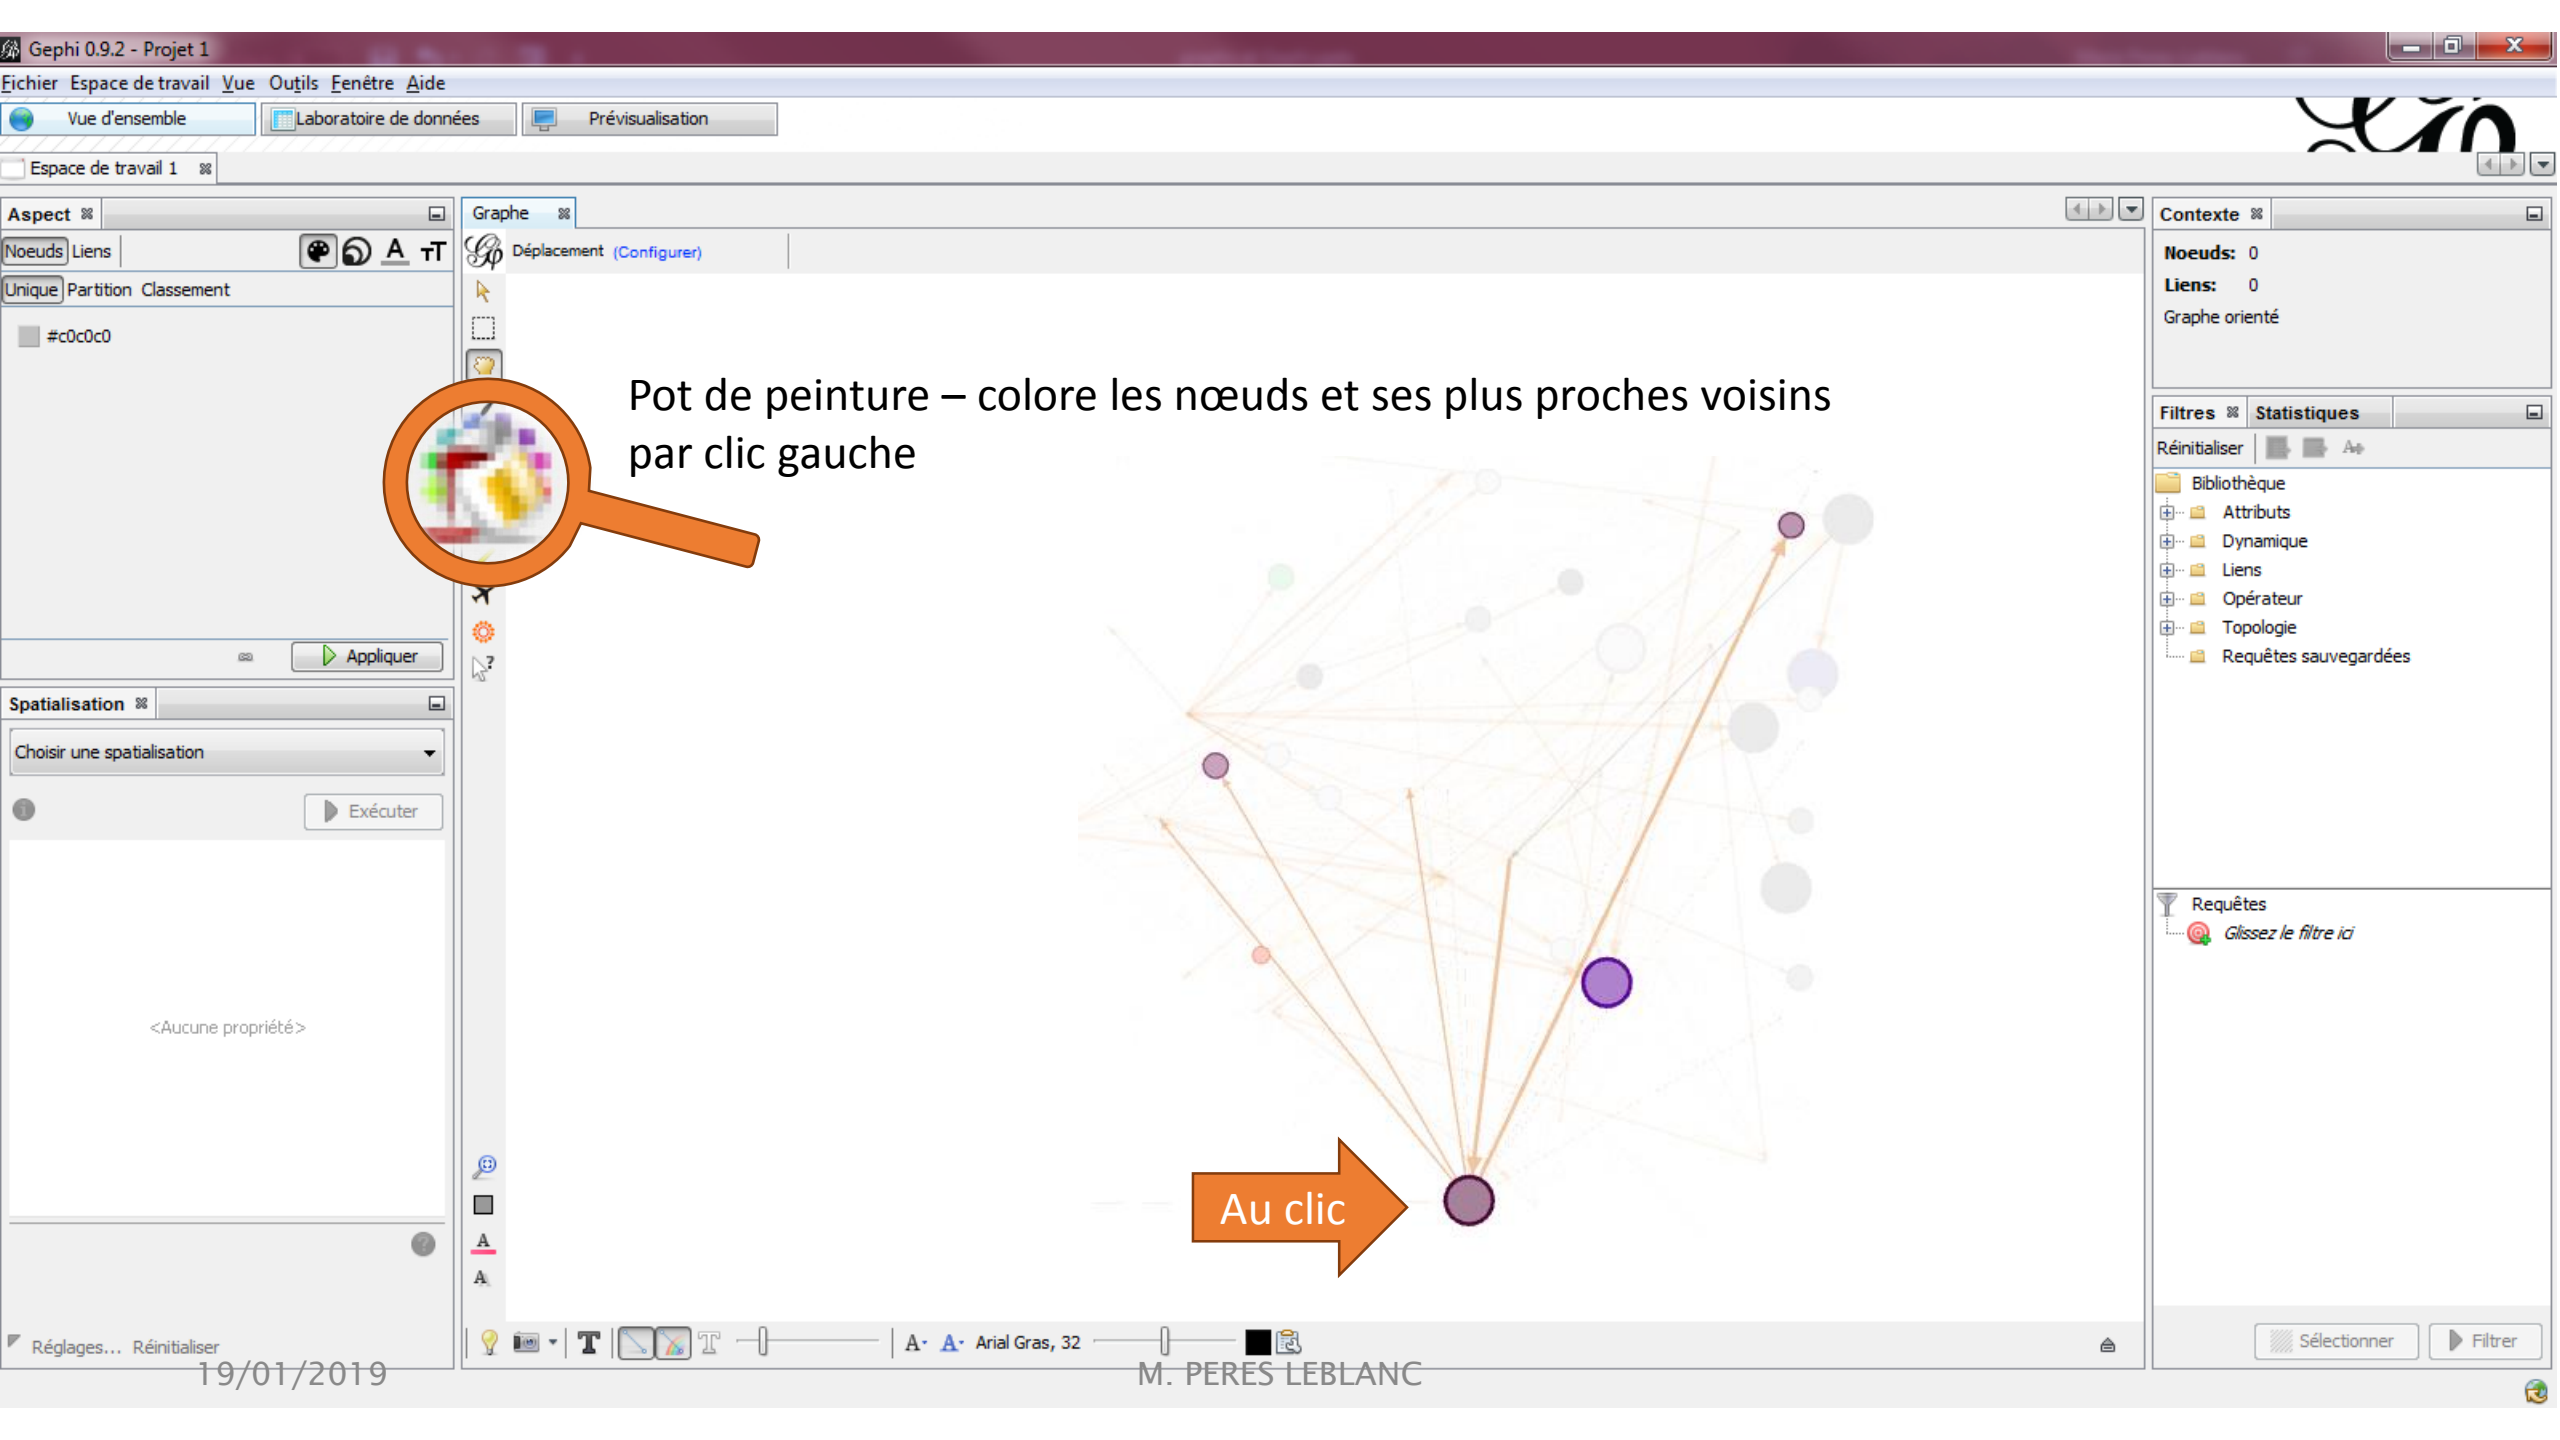 Gephi 0.9.2 - Projet 1
Fichier Espace de travail Vue Outils Fenêtre Aide
Vue d'ensemble Laboratoire de données Prévisualisation
Espace de travail 1
Aspect
Noeuds Liens A TT
Unique Partition Classement
#c0c0c0
Appliquer
Spatialisation
Choisir une spatialisation
Exécuter
<Aucune propriété>
Réglages... Réinitialiser
Graphe
Déplacement (Configurer)
Pot de peinture – colore les nœuds et ses plus proches voisins
par clic gauche
Au clic
A
A
T T A- A- Arial Gras, 32
Contexte
Noeuds: 0
Liens: 0
Graphe orienté
Filtres Statistiques
Réinitialiser
Bibliothèque
Attributs
Dynamique
Liens
Opérateur
Topologie
Requêtes sauvegardées
Requêtes
Glissez le filtre ici
Sélectionner Filtrer
19/01/2019
M. PERES LEBLANC